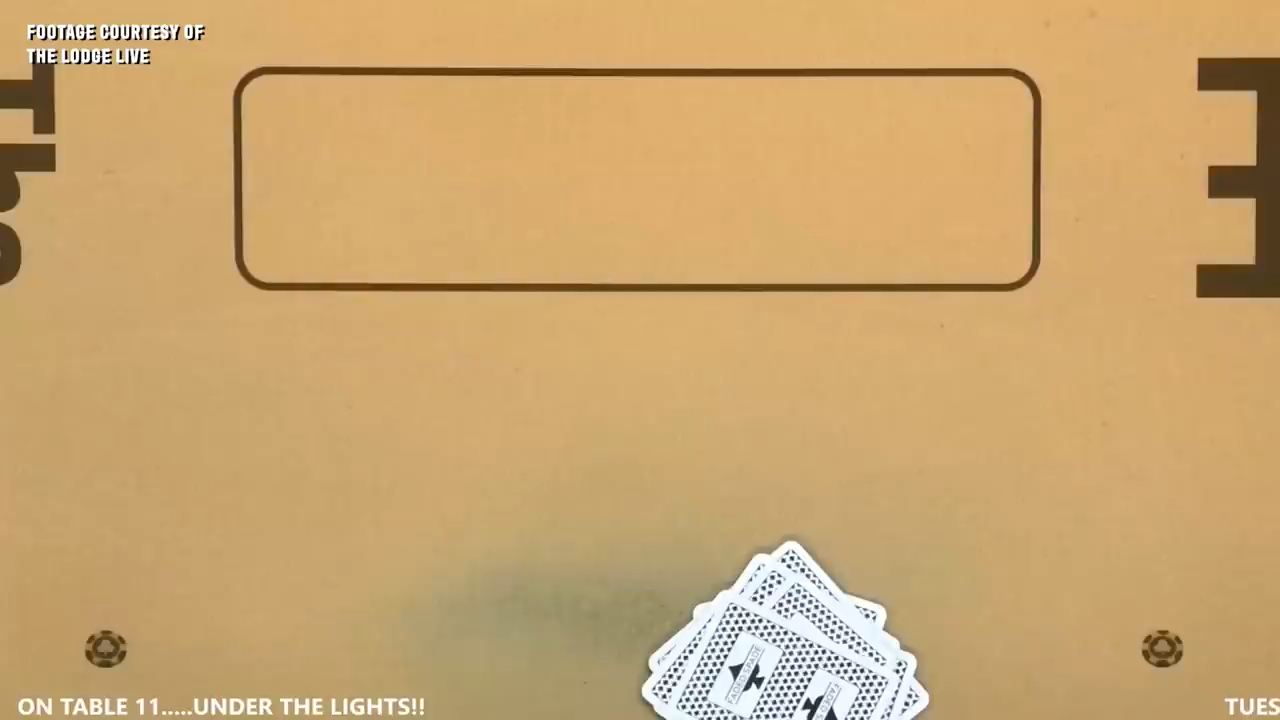 FOOTAGE COURTESY OF
THE LODGE LIVE
ON TABLE 11.....UNDER THE LIGHTS!!
TUES